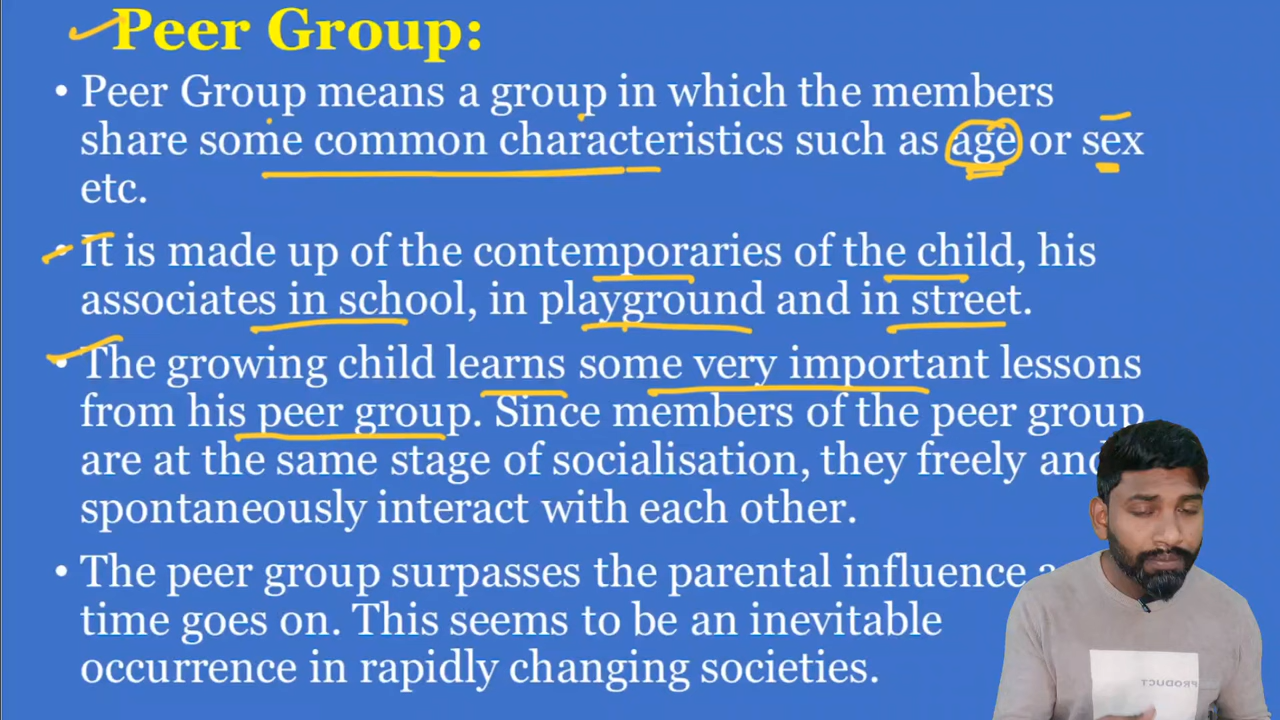 Peer Group:
• Peer Group means a group in which the members
share some common characteristics such as age or sex
etc.
• It is made up of the contemporaries of the child, his
associates in school, in playground and in street.
• The growing child learns some very important lessons
from his peer group. Since members of the peer group
are at the same stage of socialisation, they freely and
spontaneously interact with each other.
• The peer group surpasses the parental influence
time goes on. This seems to be an inevitable
occurrence in rapidly changing societies.
PRODUCT